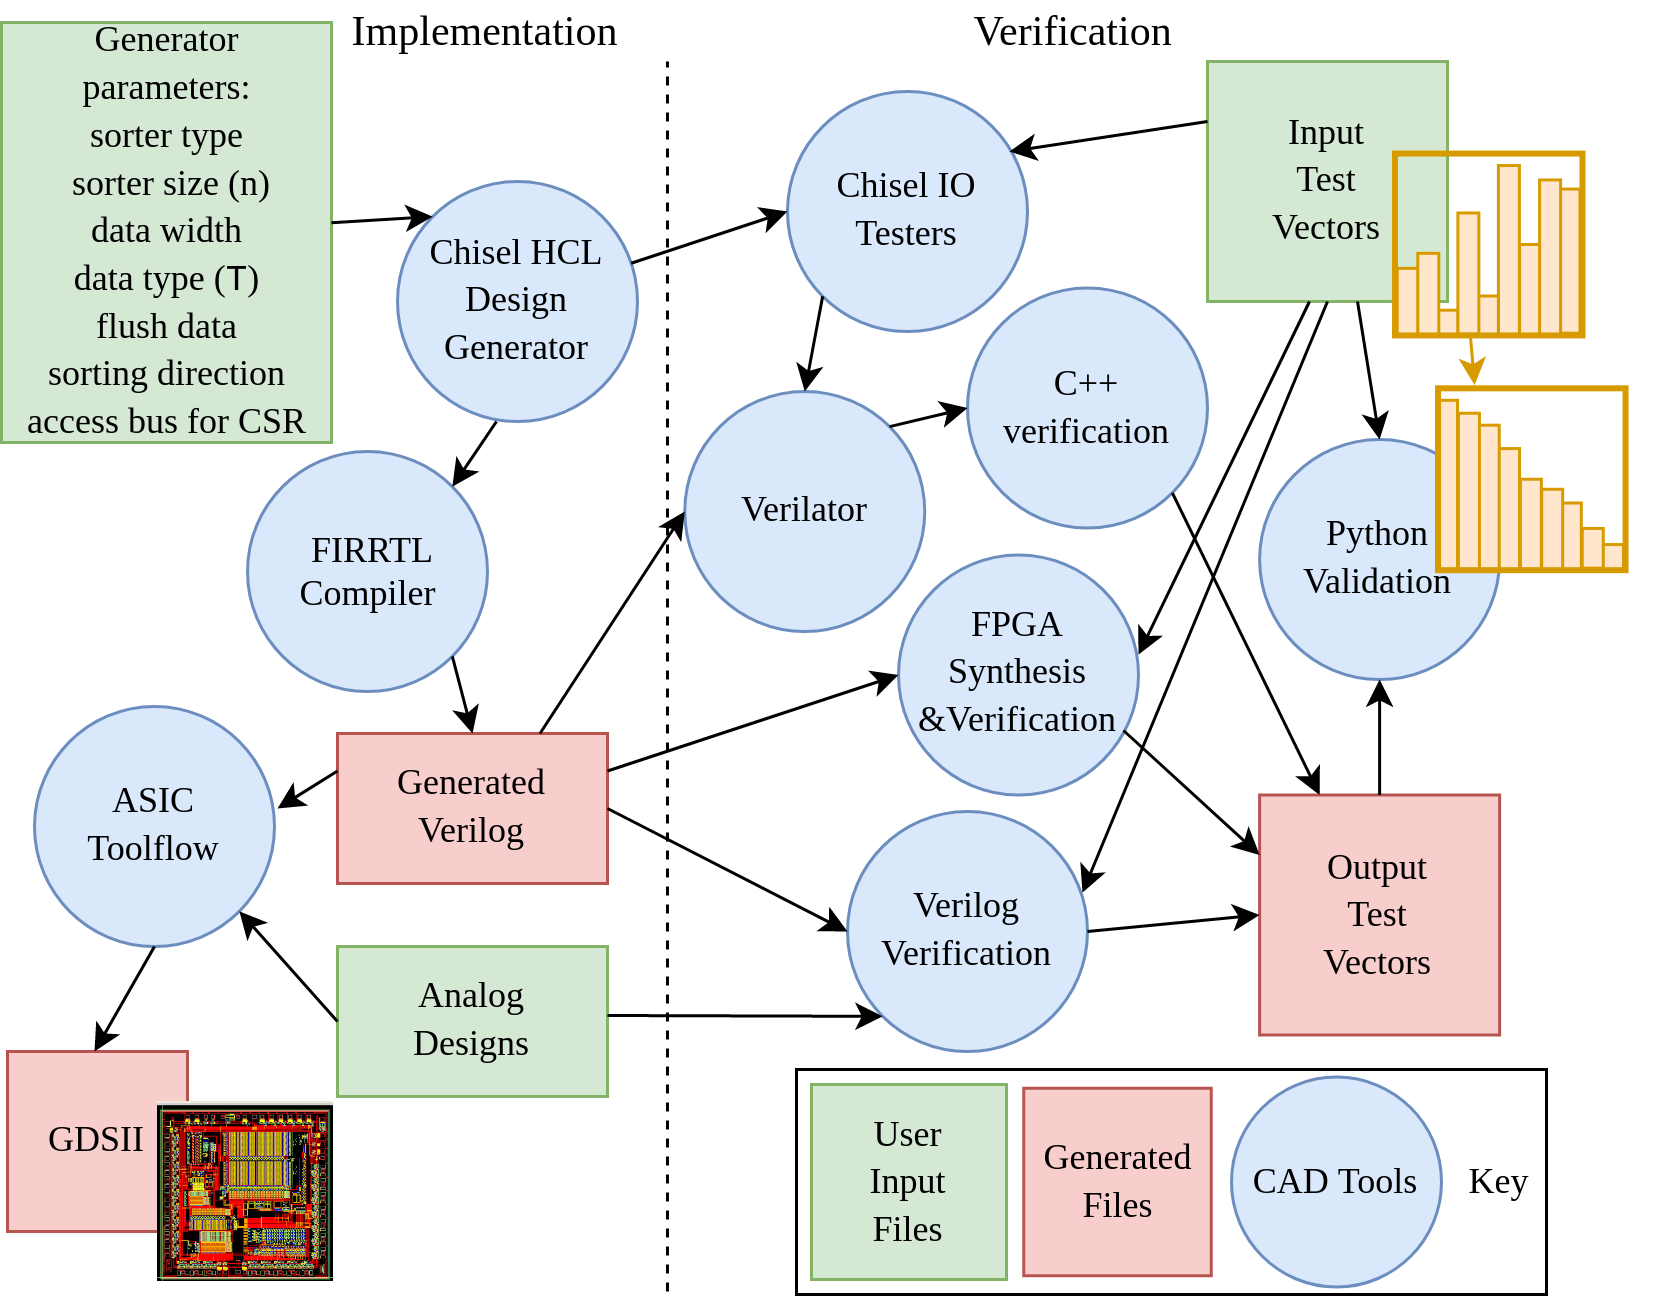 Implementation
Verification
Generator
parameters:
sorter type
sorter size (n)
data width
data type (T)
flush data
sorting direction
access bus for CSR
Chisel HCL
Design
Generator
Chisel IO
Testers
Input
Test
Vectors
C++
verification
Verilator
FIRRTL
Compiler
Python
Validation
FPGA
Synthesis
&Verification
ASIC
Toolflow
Generated
Verilog
Verilog
Verification
Output
Test
Vectors
Analog
Designs
GDSII
User
Input
Files
Generated
Files
CAD Tools
Key